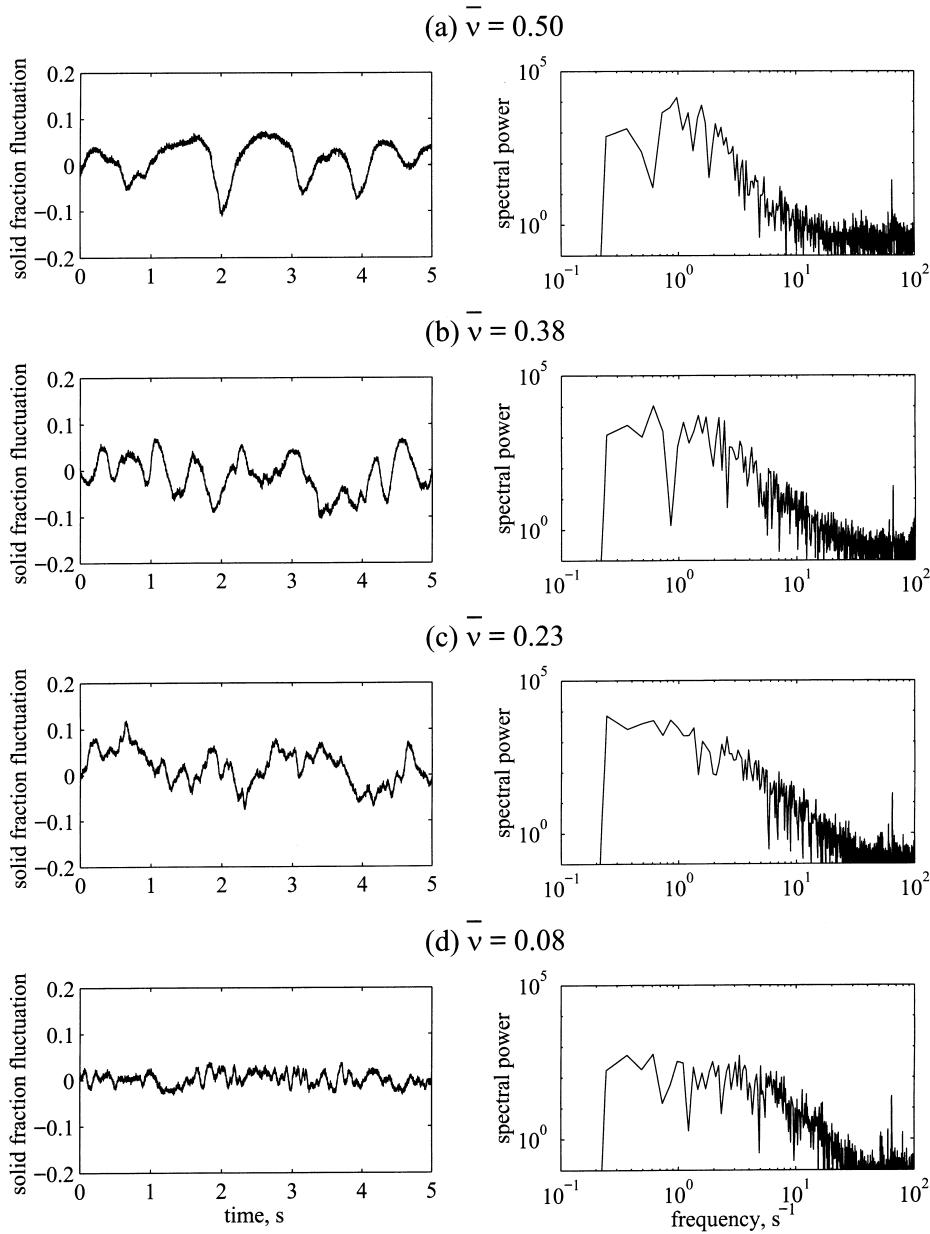 (a) ν̅ = 0.50
solid fraction fluctuation
0.2
0.1
0
−0.1
−0.2
0 1 2 3 4 5
spectral power
10^5
10^0
10^-1 10^0 10^1 10^2
(b) ν̅ = 0.38
solid fraction fluctuation
0.2
0.1
0
−0.1
−0.2
0 1 2 3 4 5
spectral power
10^5
10^0
10^-1 10^0 10^1 10^2
(c) ν̅ = 0.23
solid fraction fluctuation
0.2
0.1
0
−0.1
−0.2
0 1 2 3 4 5
spectral power
10^5
10^0
10^-1 10^0 10^1 10^2
(d) ν̅ = 0.08
solid fraction fluctuation
0.2
0.1
0
−0.1
−0.2
0 1 2 3 4 5
time, s
spectral power
10^5
10^0
10^-1 10^0 10^1 10^2
frequency, s^-1